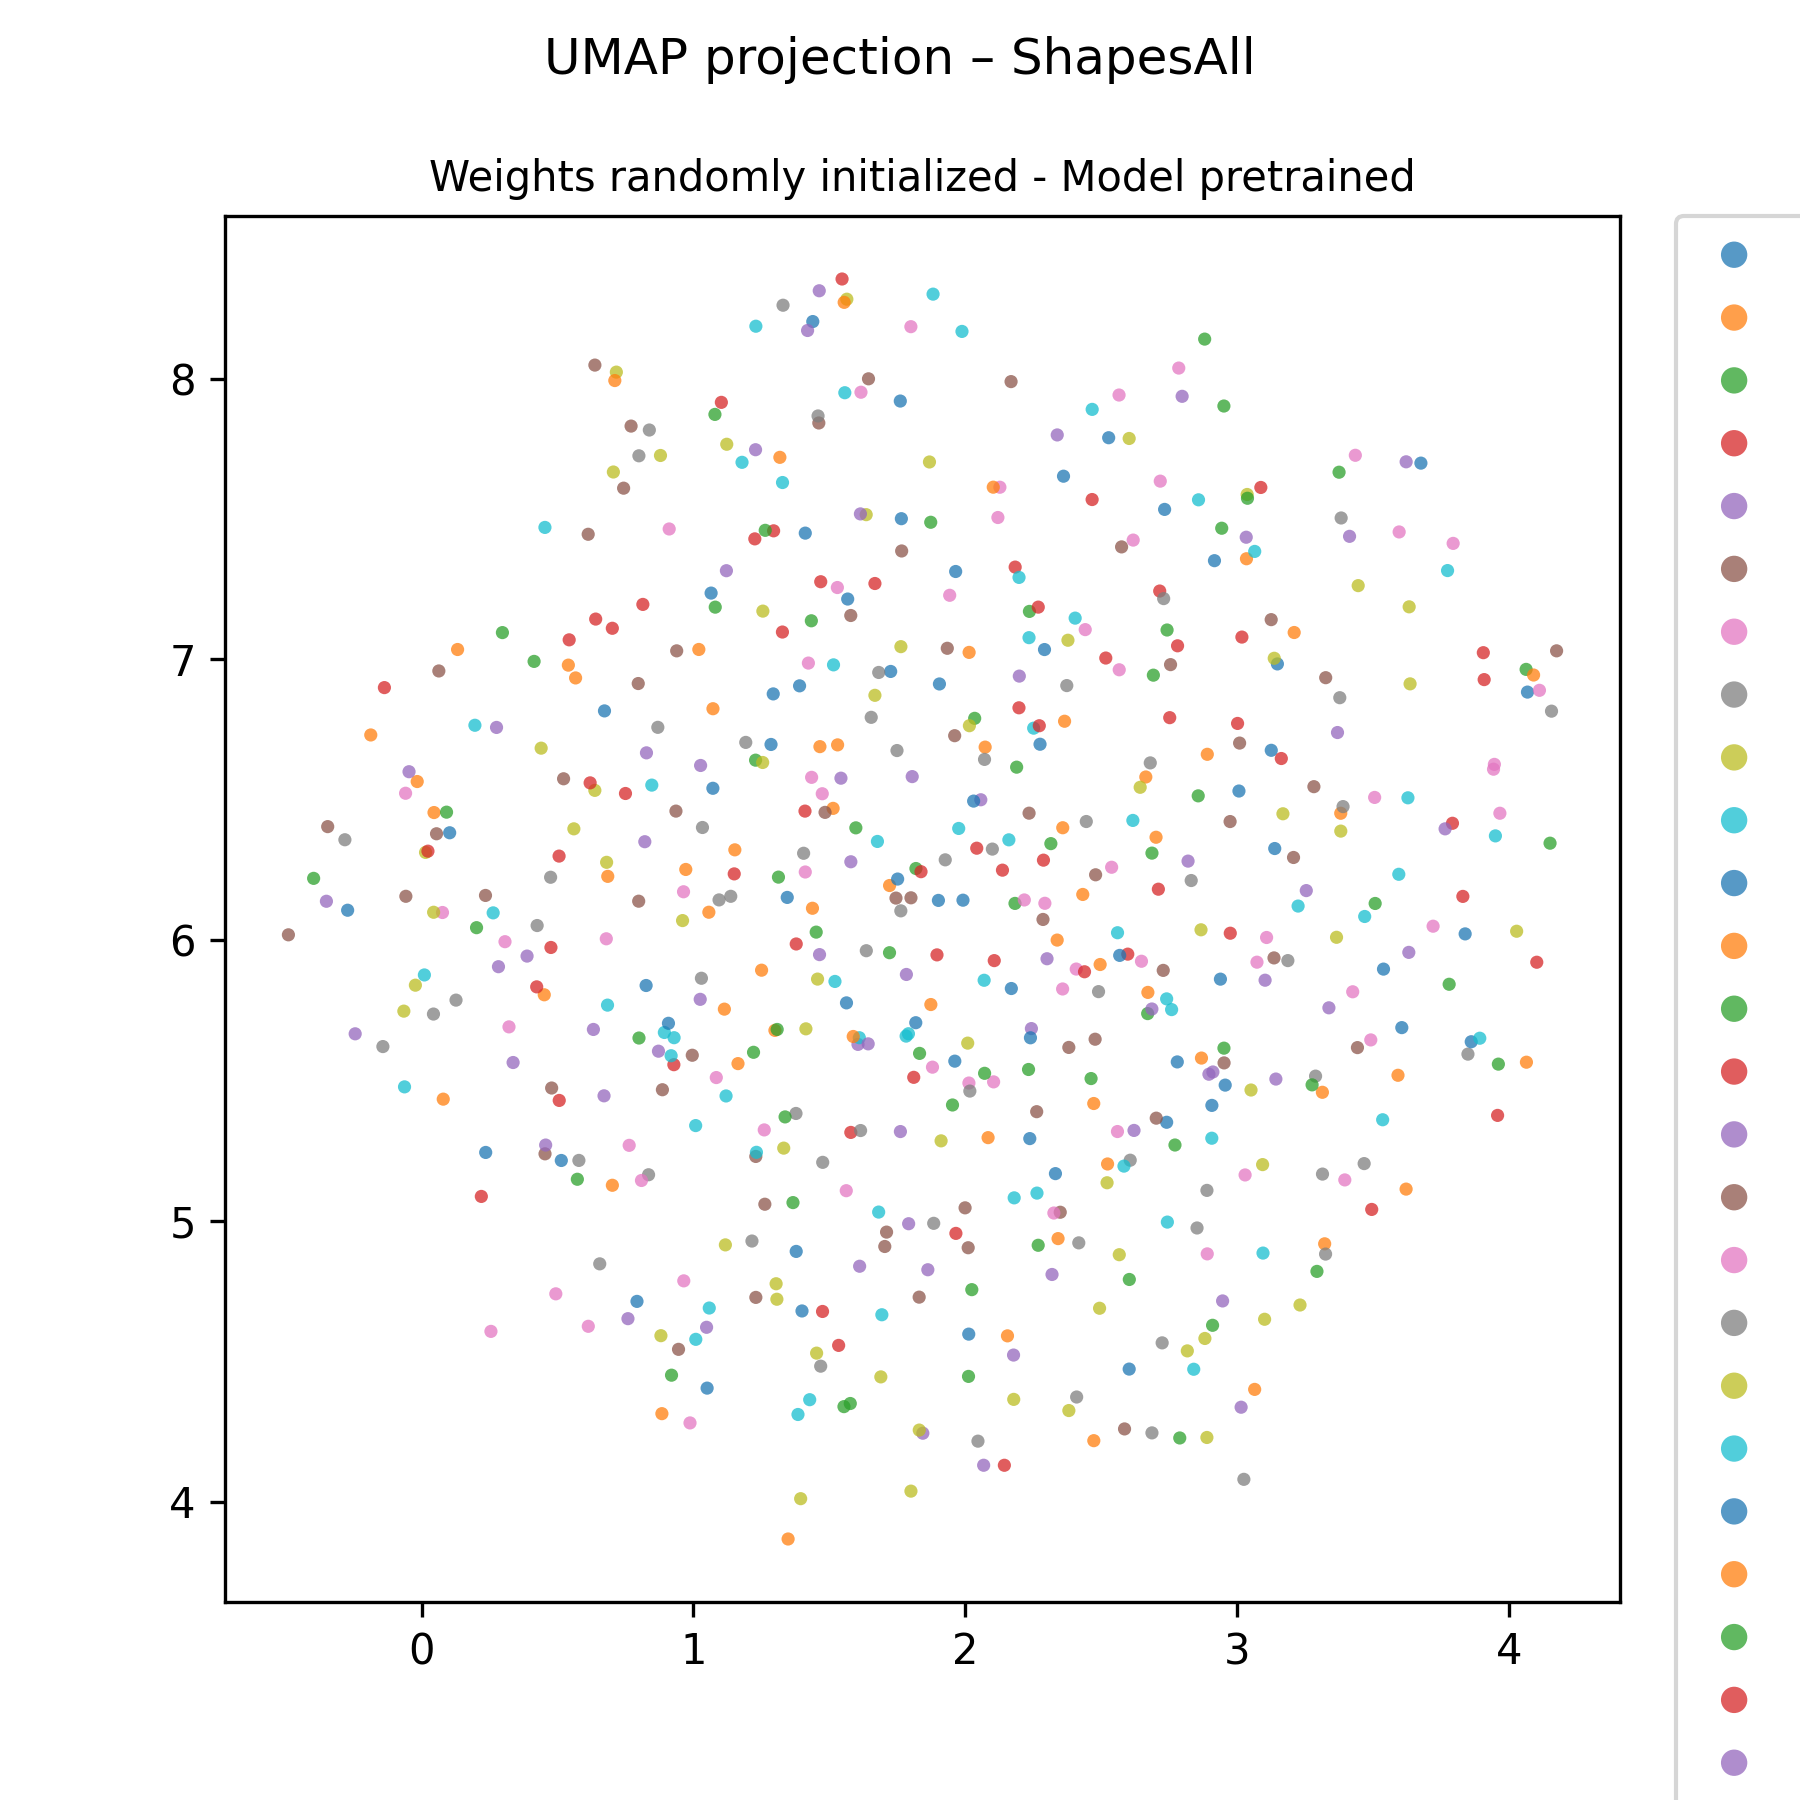 UMAP projection – ShapesAll
Weights randomly initialized - Model pretrained
8
7
6
5
4
0 1 2 3 4